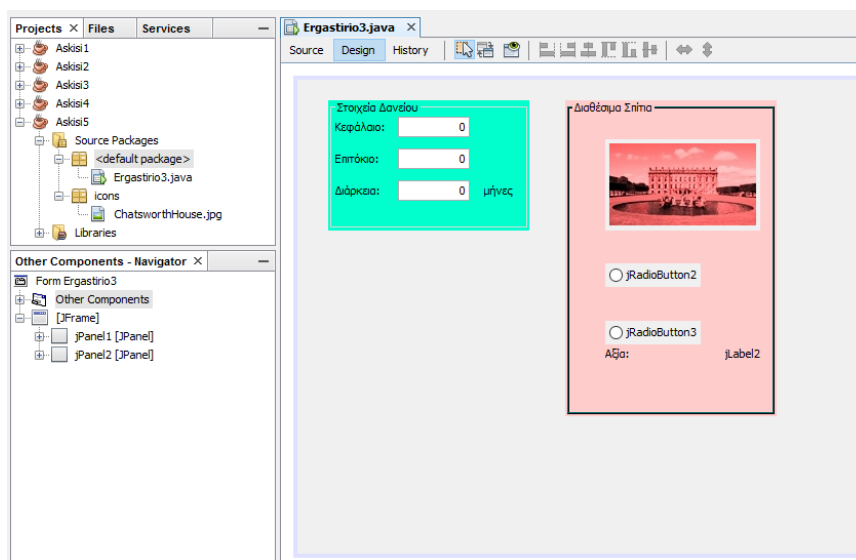 Projects Files Services
Askisi1
Askisi2
Askisi3
Askisi4
Askisi5
Source Packages
<default package>
Ergastirio3.java
icons
ChatsworthHouse.jpg
Libraries
Other Components - Navigator
Form Ergastirio3
Other Components
[JFrame]
jPanel1 [JPanel]
jPanel2 [JPanel]
Ergastirio3.java
Source Design History
Στοιχεία Δανείου
Κεφάλαιο: 0
Επιτόκιο: 0
Διάρκεια: 0 μήνες
Διαθέσιμα Σπίτια
jRadioButton2
jRadioButton3
Αξία: jLabel2